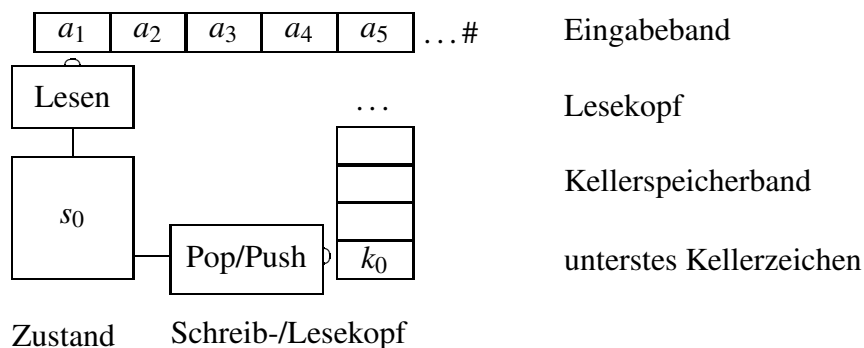 a₁ a₂ a₃ a₄ a₅ ...# Eingabeband
Lesen ... Lesekopf
Kellerspeicherband
s₀
Pop/Push k₀ unterstes Kellerzeichen
Zustand Schreib-/Lesekopf